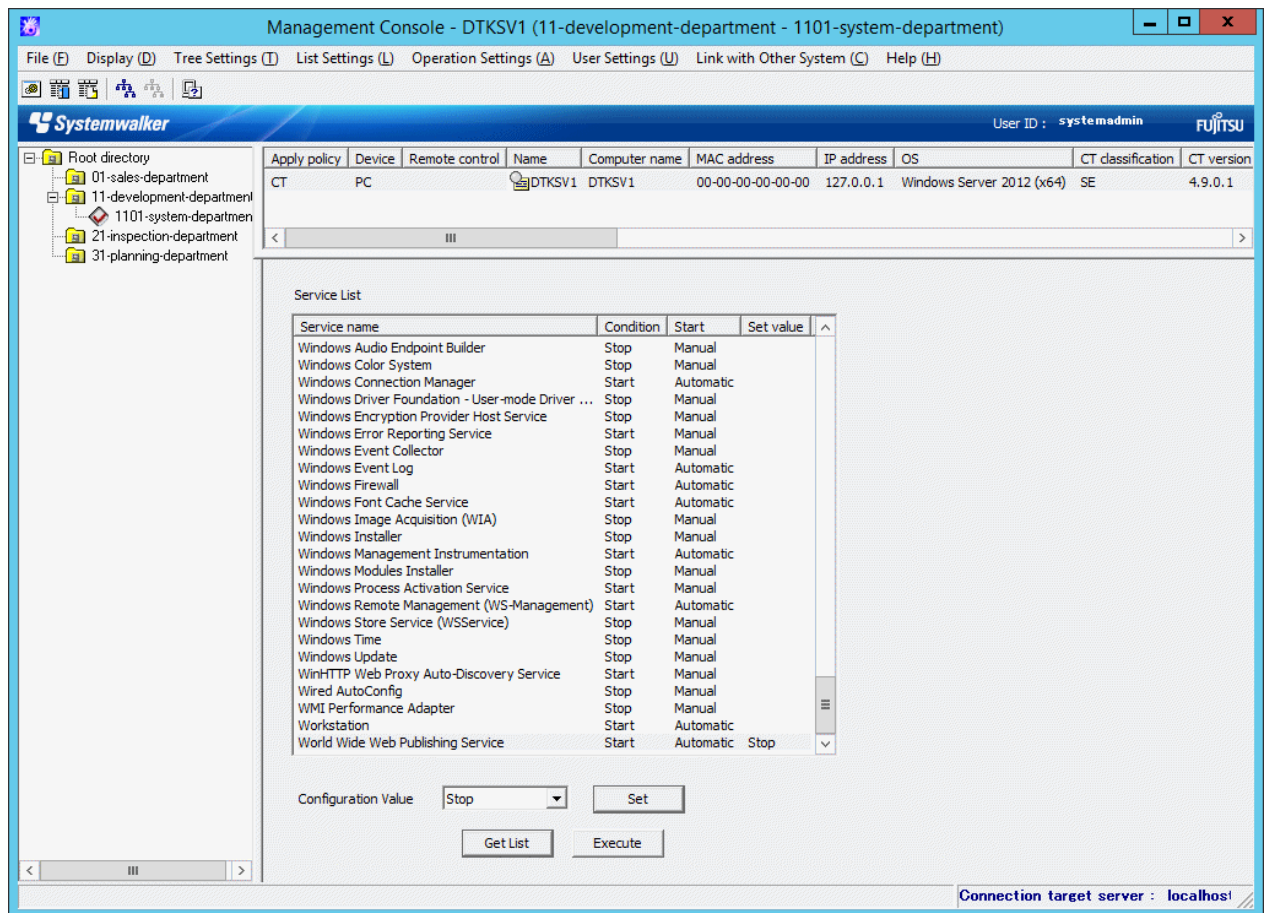 Management Console - DTKSV1 (11-development-department - 1101-system-department)
File (F) Display (D) Tree Settings (T) List Settings (L) Operation Settings (A) User Settings (U) Link with Other System (C) Help (H)
Systemwalker
User ID : systemadmin
FUJITSU
Root directory
01-sales-department
11-development-department
1101-system-departmen
21-inspection-department
31-planning-department
Apply policy Device Remote control Name Computer name MAC address IP address OS CT classification CT version
CT PC DTKSV1 DTKSV1 00-00-00-00-00-00 127.0.0.1 Windows Server 2012 (x64) SE 4.9.0.1
Service List
Service name Condition Start Set value
Windows Audio Endpoint Builder Stop Manual
Windows Color System Stop Manual
Windows Connection Manager Start Automatic
Windows Driver Foundation - User-mode Driver ... Stop Manual
Windows Encryption Provider Host Service Stop Manual
Windows Error Reporting Service Start Manual
Windows Event Collector Stop Manual
Windows Event Log Start Automatic
Windows Firewall Start Automatic
Windows Font Cache Service Start Automatic
Windows Image Acquisition (WIA) Stop Manual
Windows Installer Stop Manual
Windows Management Instrumentation Start Automatic
Windows Modules Installer Stop Manual
Windows Process Activation Service Start Manual
Windows Remote Management (WS-Management) Start Automatic
Windows Store Service (WSService) Stop Manual
Windows Time Stop Manual
Windows Update Stop Manual
WinHTTP Web Proxy Auto-Discovery Service Start Manual
Wired AutoConfig Stop Manual
WMI Performance Adapter Stop Manual
Workstation Start Automatic
World Wide Web Publishing Service Start Automatic Stop
Configuration Value Stop Set
Get List Execute
Connection target server : localhost